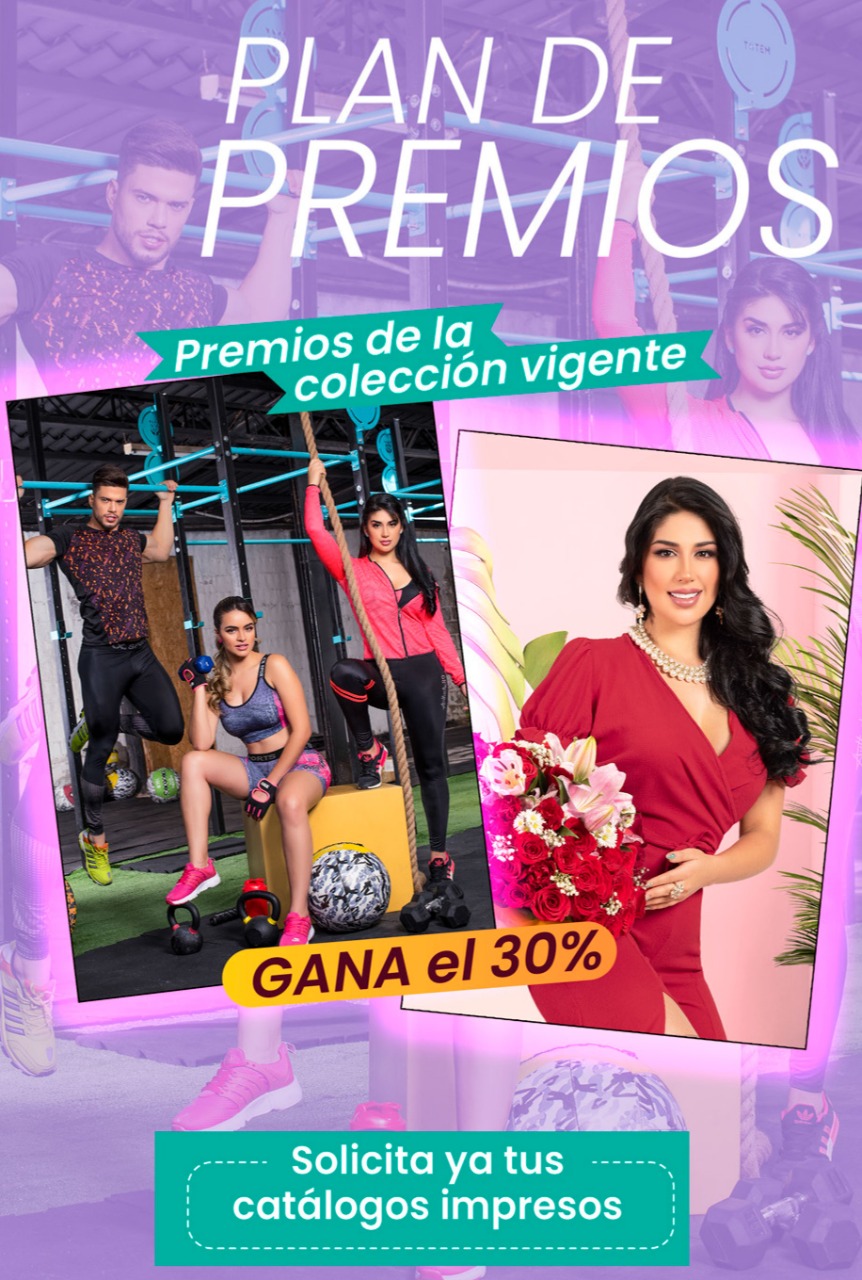 PLAN DE
PREMIOS
Premios de la
colección vigente
GANA el 30%
Solicita ya tus
catálogos impresos